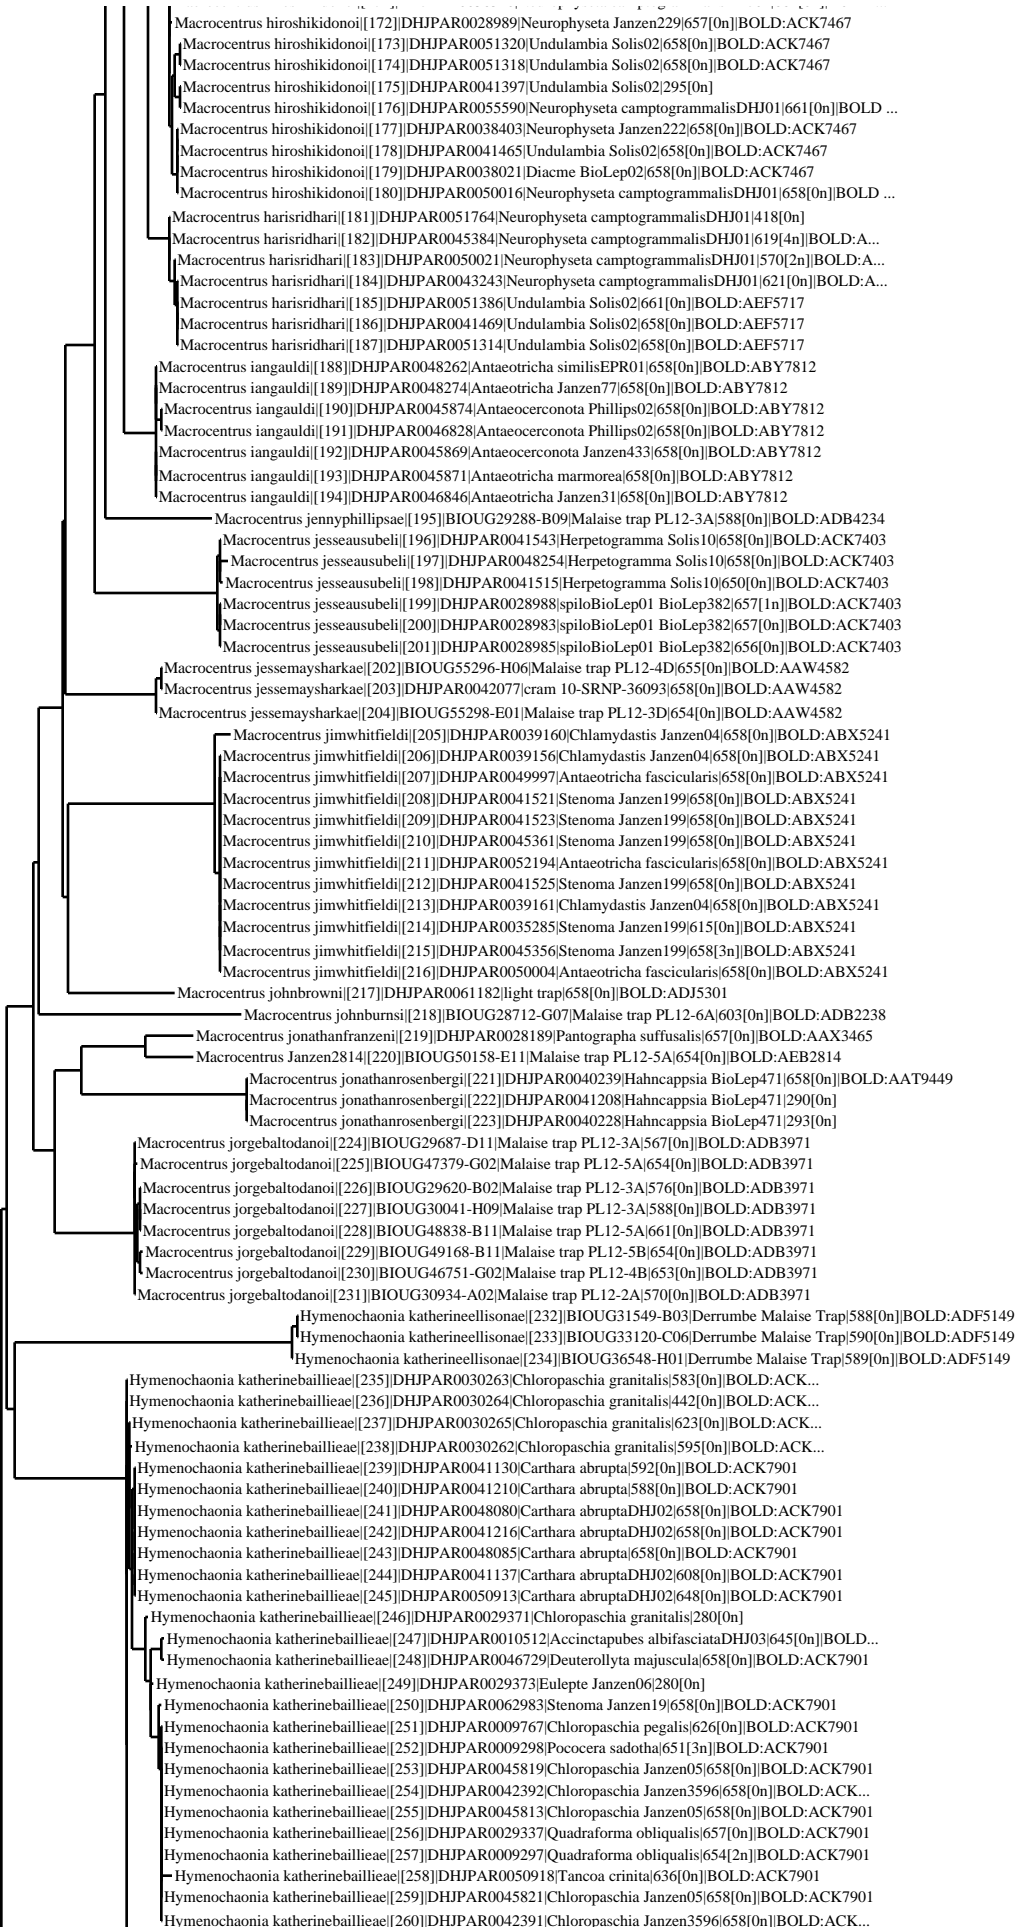 Macrocentrus hiroshikidonoi|[172]|DHJPAR0028989|Neurophyseta Janzen229|657[0n]|BOLD:ACK7467
Macrocentrus hiroshikidonoi|[173]|DHJPAR0051320|Undulambia Solis02|658[0n]|BOLD:ACK7467
Macrocentrus hiroshikidonoi|[174]|DHJPAR0051318|Undulambia Solis02|658[0n]|BOLD:ACK7467
Macrocentrus hiroshikidonoi|[175]|DHJPAR0041397|Undulambia Solis02|295[0n]
Macrocentrus hiroshikidonoi|[176]|DHJPAR0055590|Neurophyseta camptogrammalisDHJ01|661[0n]|BOLD ...
Macrocentrus hiroshikidonoi|[177]|DHJPAR0038403|Neurophyseta Janzen222|658[0n]|BOLD:ACK7467
Macrocentrus hiroshikidonoi|[178]|DHJPAR0041465|Undulambia Solis02|658[0n]|BOLD:ACK7467
Macrocentrus hiroshikidonoi|[179]|DHJPAR0038021|Diacme BioLep02|658[0n]|BOLD:ACK7467
Macrocentrus hiroshikidonoi|[180]|DHJPAR0050016|Neurophyseta camptogrammalisDHJ01|658[0n]|BOLD ...
Macrocentrus harisridhari|[181]|DHJPAR0051764|Neurophyseta camptogrammalisDHJ01|418[0n]
Macrocentrus harisridhari|[182]|DHJPAR0045384|Neurophyseta camptogrammalisDHJ01|619[4n]|BOLD:A...
Macrocentrus harisridhari|[183]|DHJPAR0050021|Neurophyseta camptogrammalisDHJ01|570[2n]|BOLD:A...
Macrocentrus harisridhari|[184]|DHJPAR0043243|Neurophyseta camptogrammalisDHJ01|621[0n]|BOLD:A...
Macrocentrus harisridhari|[185]|DHJPAR0051386|Undulambia Solis02|661[0n]|BOLD:AEF5717
Macrocentrus harisridhari|[186]|DHJPAR0041469|Undulambia Solis02|658[0n]|BOLD:AEF5717
Macrocentrus harisridhari|[187]|DHJPAR0051314|Undulambia Solis02|658[0n]|BOLD:AEF5717
Macrocentrus iangauldi|[188]|DHJPAR0048262|Antaeotricha similisEPR01|658[0n]|BOLD:ABY7812
Macrocentrus iangauldi|[189]|DHJPAR0048274|Antaeotricha Janzen77|658[0n]|BOLD:ABY7812
Macrocentrus iangauldi|[190]|DHJPAR0045874|Antaeocerconota Phillips02|658[0n]|BOLD:ABY7812
Macrocentrus iangauldi|[191]|DHJPAR0046828|Antaeocerconota Phillips02|658[0n]|BOLD:ABY7812
Macrocentrus iangauldi|[192]|DHJPAR0045869|Antaeocerconota Janzen433|658[0n]|BOLD:ABY7812
Macrocentrus iangauldi|[193]|DHJPAR0045871|Antaeotricha marmorea|658[0n]|BOLD:ABY7812
Macrocentrus iangauldi|[194]|DHJPAR0046846|Antaeotricha Janzen31|658[0n]|BOLD:ABY7812
Macrocentrus jennyphillipsae|[195]|BIOUG29288-B09|Malaise trap PL12-3A|588[0n]|BOLD:ADB4234
Macrocentrus jesseausubeli|[196]|DHJPAR0041543|Herpetogramma Solis10|658[0n]|BOLD:ACK7403
Macrocentrus jesseausubeli|[197]|DHJPAR0048254|Herpetogramma Solis10|658[0n]|BOLD:ACK7403
Macrocentrus jesseausubeli|[198]|DHJPAR0041515|Herpetogramma Solis10|650[0n]|BOLD:ACK7403
Macrocentrus jesseausubeli|[199]|DHJPAR0028988|spiloBioLep01 BioLep382|657[1n]|BOLD:ACK7403
Macrocentrus jesseausubeli|[200]|DHJPAR0028983|spiloBioLep01 BioLep382|657[0n]|BOLD:ACK7403
Macrocentrus jesseausubeli|[201]|DHJPAR0028985|spiloBioLep01 BioLep382|656[0n]|BOLD:ACK7403
Macrocentrus jessemaysharkae|[202]|BIOUG55296-H06|Malaise trap PL12-4D|655[0n]|BOLD:AAW4582
Macrocentrus jessemaysharkae|[203]|DHJPAR0042077|cram 10-SRNP-36093|658[0n]|BOLD:AAW4582
Macrocentrus jessemaysharkae|[204]|BIOUG55298-E01|Malaise trap PL12-3D|654[0n]|BOLD:AAW4582
Macrocentrus jimwhitfieldi|[205]|DHJPAR0039160|Chlamydastis Janzen04|658[0n]|BOLD:ABX5241
Macrocentrus jimwhitfieldi|[206]|DHJPAR0039156|Chlamydastis Janzen04|658[0n]|BOLD:ABX5241
Macrocentrus jimwhitfieldi|[207]|DHJPAR0049997|Antaeotricha fascicularis|658[0n]|BOLD:ABX5241
Macrocentrus jimwhitfieldi|[208]|DHJPAR0041521|Stenoma Janzen199|658[0n]|BOLD:ABX5241
Macrocentrus jimwhitfieldi|[209]|DHJPAR0041523|Stenoma Janzen199|658[0n]|BOLD:ABX5241
Macrocentrus jimwhitfieldi|[210]|DHJPAR0045361|Stenoma Janzen199|658[0n]|BOLD:ABX5241
Macrocentrus jimwhitfieldi|[211]|DHJPAR0052194|Antaeotricha fascicularis|658[0n]|BOLD:ABX5241
Macrocentrus jimwhitfieldi|[212]|DHJPAR0041525|Stenoma Janzen199|658[0n]|BOLD:ABX5241
Macrocentrus jimwhitfieldi|[213]|DHJPAR0039161|Chlamydastis Janzen04|658[0n]|BOLD:ABX5241
Macrocentrus jimwhitfieldi|[214]|DHJPAR0035285|Stenoma Janzen199|615[0n]|BOLD:ABX5241
Macrocentrus jimwhitfieldi|[215]|DHJPAR0045356|Stenoma Janzen199|658[3n]|BOLD:ABX5241
Macrocentrus jimwhitfieldi|[216]|DHJPAR0050004|Antaeotricha fascicularis|658[0n]|BOLD:ABX5241
Macrocentrus johnbrowni|[217]|DHJPAR0061182|light trap|658[0n]|BOLD:ADJ5301
Macrocentrus johnburnsi|[218]|BIOUG28712-G07|Malaise trap PL12-6A|603[0n]|BOLD:ADB2238
Macrocentrus jonathanfranzeni|[219]|DHJPAR0028189|Pantographa suffusalis|657[0n]|BOLD:AAX3465
Macrocentrus Janzen2814|[220]|BIOUG50158-E11|Malaise trap PL12-5A|654[0n]|BOLD:AEB2814
Macrocentrus jonathanrosenbergi|[221]|DHJPAR0040239|Hahncappsia BioLep471|658[0n]|BOLD:AAT9449
Macrocentrus jonathanrosenbergi|[222]|DHJPAR0041208|Hahncappsia BioLep471|290[0n]
Macrocentrus jonathanrosenbergi|[223]|DHJPAR0040228|Hahncappsia BioLep471|293[0n]
Macrocentrus jorgebaltodanoi|[224]|BIOUG29687-D11|Malaise trap PL12-3A|567[0n]|BOLD:ADB3971
Macrocentrus jorgebaltodanoi|[225]|BIOUG47379-G02|Malaise trap PL12-5A|654[0n]|BOLD:ADB3971
Macrocentrus jorgebaltodanoi|[226]|BIOUG29620-B02|Malaise trap PL12-3A|576[0n]|BOLD:ADB3971
Macrocentrus jorgebaltodanoi|[227]|BIOUG30041-H09|Malaise trap PL12-3A|588[0n]|BOLD:ADB3971
Macrocentrus jorgebaltodanoi|[228]|BIOUG48838-B11|Malaise trap PL12-5A|661[0n]|BOLD:ADB3971
Macrocentrus jorgebaltodanoi|[229]|BIOUG49168-B11|Malaise trap PL12-5B|654[0n]|BOLD:ADB3971
Macrocentrus jorgebaltodanoi|[230]|BIOUG46751-G02|Malaise trap PL12-4B|653[0n]|BOLD:ADB3971
Macrocentrus jorgebaltodanoi|[231]|BIOUG30934-A02|Malaise trap PL12-2A|570[0n]|BOLD:ADB3971
Hymenochaonia katherineellisonae|[232]|BIOUG31549-B03|Derrumbe Malaise Trap|588[0n]|BOLD:ADF5149
Hymenochaonia katherineellisonae|[233]|BIOUG33120-C06|Derrumbe Malaise Trap|590[0n]|BOLD:ADF5149
Hymenochaonia katherineellisonae|[234]|BIOUG36548-H01|Derrumbe Malaise Trap|589[0n]|BOLD:ADF5149
Hymenochaonia katherinebaillieae|[235]|DHJPAR0030263|Chloropaschia granitalis|583[0n]|BOLD:ACK...
Hymenochaonia katherinebaillieae|[236]|DHJPAR0030264|Chloropaschia granitalis|442[0n]|BOLD:ACK...
Hymenochaonia katherinebaillieae|[237]|DHJPAR0030265|Chloropaschia granitalis|623[0n]|BOLD:ACK...
Hymenochaonia katherinebaillieae|[238]|DHJPAR0030262|Chloropaschia granitalis|595[0n]|BOLD:ACK...
Hymenochaonia katherinebaillieae|[239]|DHJPAR0041130|Carthara abrupta|592[0n]|BOLD:ACK7901
Hymenochaonia katherinebaillieae|[240]|DHJPAR0041210|Carthara abrupta|588[0n]|BOLD:ACK7901
Hymenochaonia katherinebaillieae|[241]|DHJPAR0048080|Carthara abruptaDHJ02|658[0n]|BOLD:ACK7901
Hymenochaonia katherinebaillieae|[242]|DHJPAR0041216|Carthara abruptaDHJ02|658[0n]|BOLD:ACK7901
Hymenochaonia katherinebaillieae|[243]|DHJPAR0048085|Carthara abrupta|658[0n]|BOLD:ACK7901
Hymenochaonia katherinebaillieae|[244]|DHJPAR0041137|Carthara abruptaDHJ02|608[0n]|BOLD:ACK7901
Hymenochaonia katherinebaillieae|[245]|DHJPAR0050913|Carthara abruptaDHJ02|648[0n]|BOLD:ACK7901
Hymenochaonia katherinebaillieae|[246]|DHJPAR0029371|Chloropaschia granitalis|280[0n]
Hymenochaonia katherinebaillieae|[247]|DHJPAR0010512|Accinctapubes albifasciataDHJ03|645[0n]|BOLD...
Hymenochaonia katherinebaillieae|[248]|DHJPAR0046729|Deuterollyta majuscula|658[0n]|BOLD:ACK7901
Hymenochaonia katherinebaillieae|[249]|DHJPAR0029373|Eulepte Janzen06|280[0n]
Hymenochaonia katherinebaillieae|[250]|DHJPAR0062983|Stenoma Janzen19|658[0n]|BOLD:ACK7901
Hymenochaonia katherinebaillieae|[251]|DHJPAR0009767|Chloropaschia pegalis|626[0n]|BOLD:ACK7901
Hymenochaonia katherinebaillieae|[252]|DHJPAR0009298|Pococera sadotha|651[3n]|BOLD:ACK7901
Hymenochaonia katherinebaillieae|[253]|DHJPAR0045819|Chloropaschia Janzen05|658[0n]|BOLD:ACK7901
Hymenochaonia katherinebaillieae|[254]|DHJPAR0042392|Chloropaschia Janzen3596|658[0n]|BOLD:ACK...
Hymenochaonia katherinebaillieae|[255]|DHJPAR0045813|Chloropaschia Janzen05|658[0n]|BOLD:ACK7901
Hymenochaonia katherinebaillieae|[256]|DHJPAR0029337|Quadraforma obliqualis|657[0n]|BOLD:ACK7901
Hymenochaonia katherinebaillieae|[257]|DHJPAR0009297|Quadraforma obliqualis|654[2n]|BOLD:ACK7901
Hymenochaonia katherinebaillieae|[258]|DHJPAR0050918|Tancoa crinita|636[0n]|BOLD:ACK7901
Hymenochaonia katherinebaillieae|[259]|DHJPAR0045821|Chloropaschia Janzen05|658[0n]|BOLD:ACK7901
Hymenochaonia katherinebaillieae|[260]|DHJPAR0042391|Chloropaschia Janzen3596|658[0n]|BOLD:ACK...